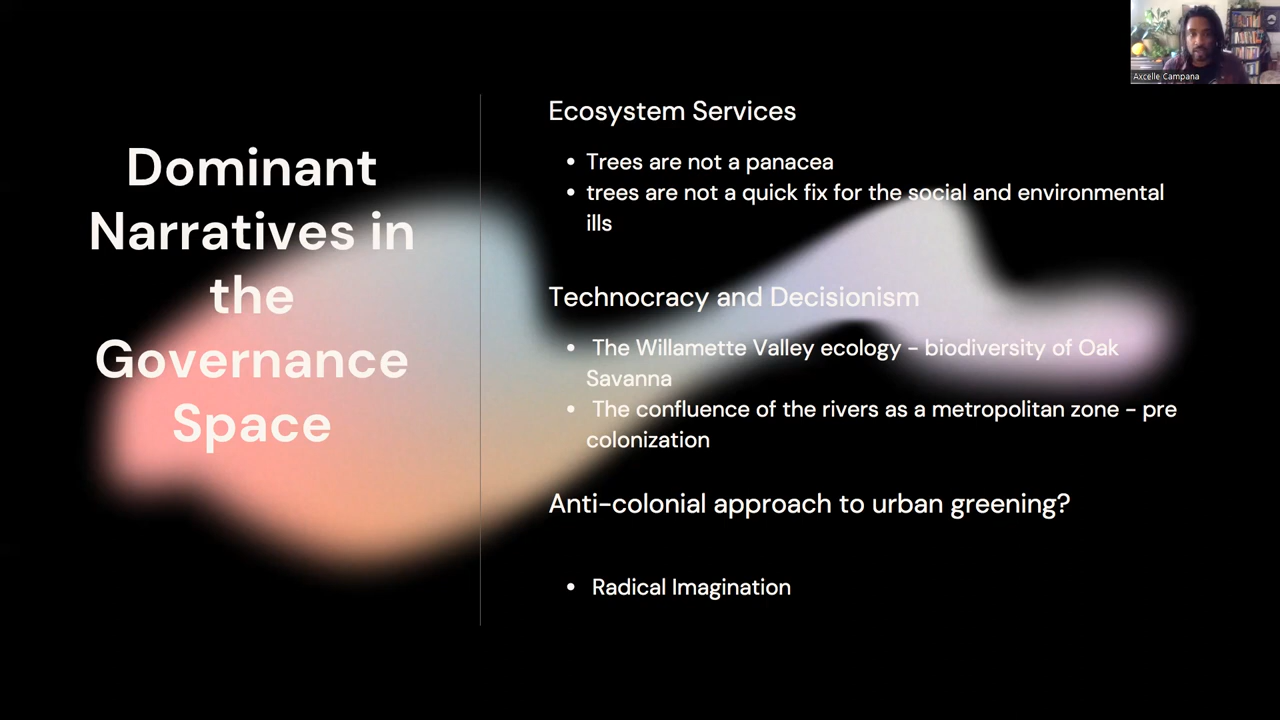 Axcelle Campana
Dominant
Narratives in
the
Governance
Space
Ecosystem Services
• Trees are not a panacea
• trees are not a quick fix for the social and environmental
ills
Technocracy and Decisionism
• The Willamette Valley ecology - biodiversity of Oak
Savanna
• The confluence of the rivers as a metropolitan zone - pre
colonization
Anti-colonial approach to urban greening?
• Radical Imagination